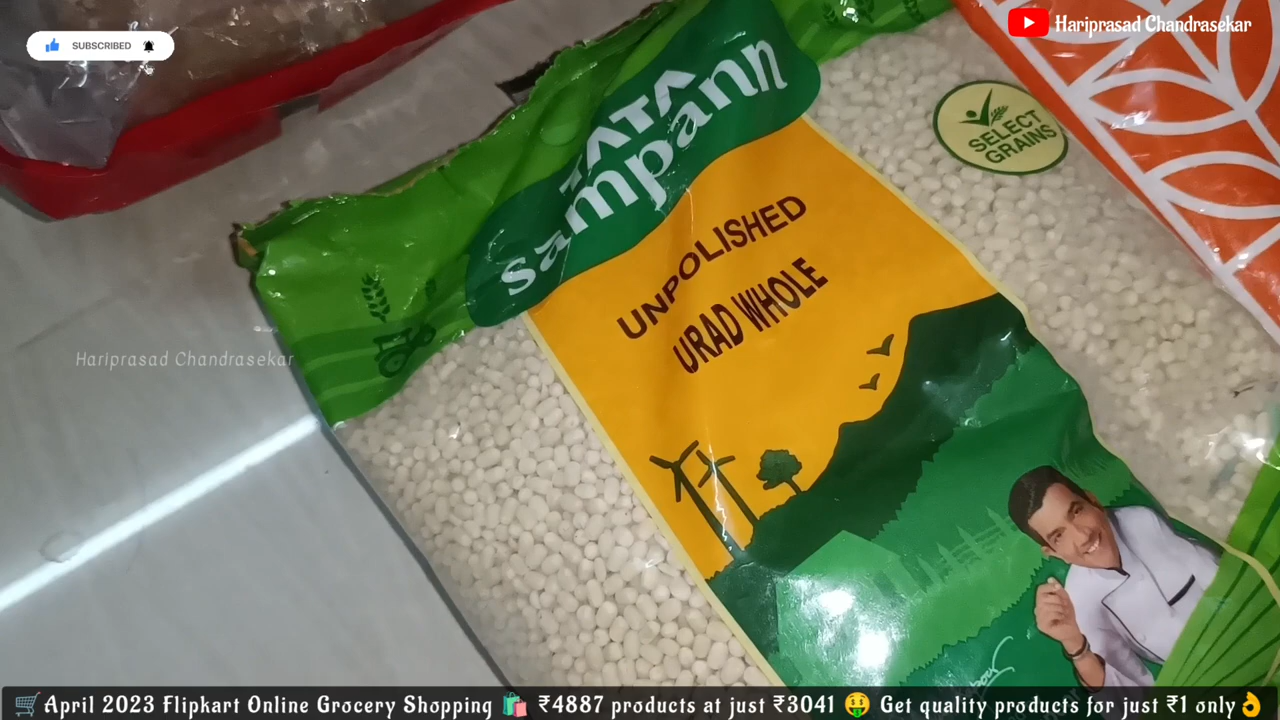 SUBSCRIBED
Hariprasad Chandrasekar
TATA
sampann
SELECT
GRAINS
UNPOLISHED
URAD WHOLE
Hariprasad Chandrasekar
🛒 April 2023 Flipkart Online Grocery Shopping 🛍️ ₹4887 products at just ₹3041 🤑 Get quality products for just ₹1 only👌